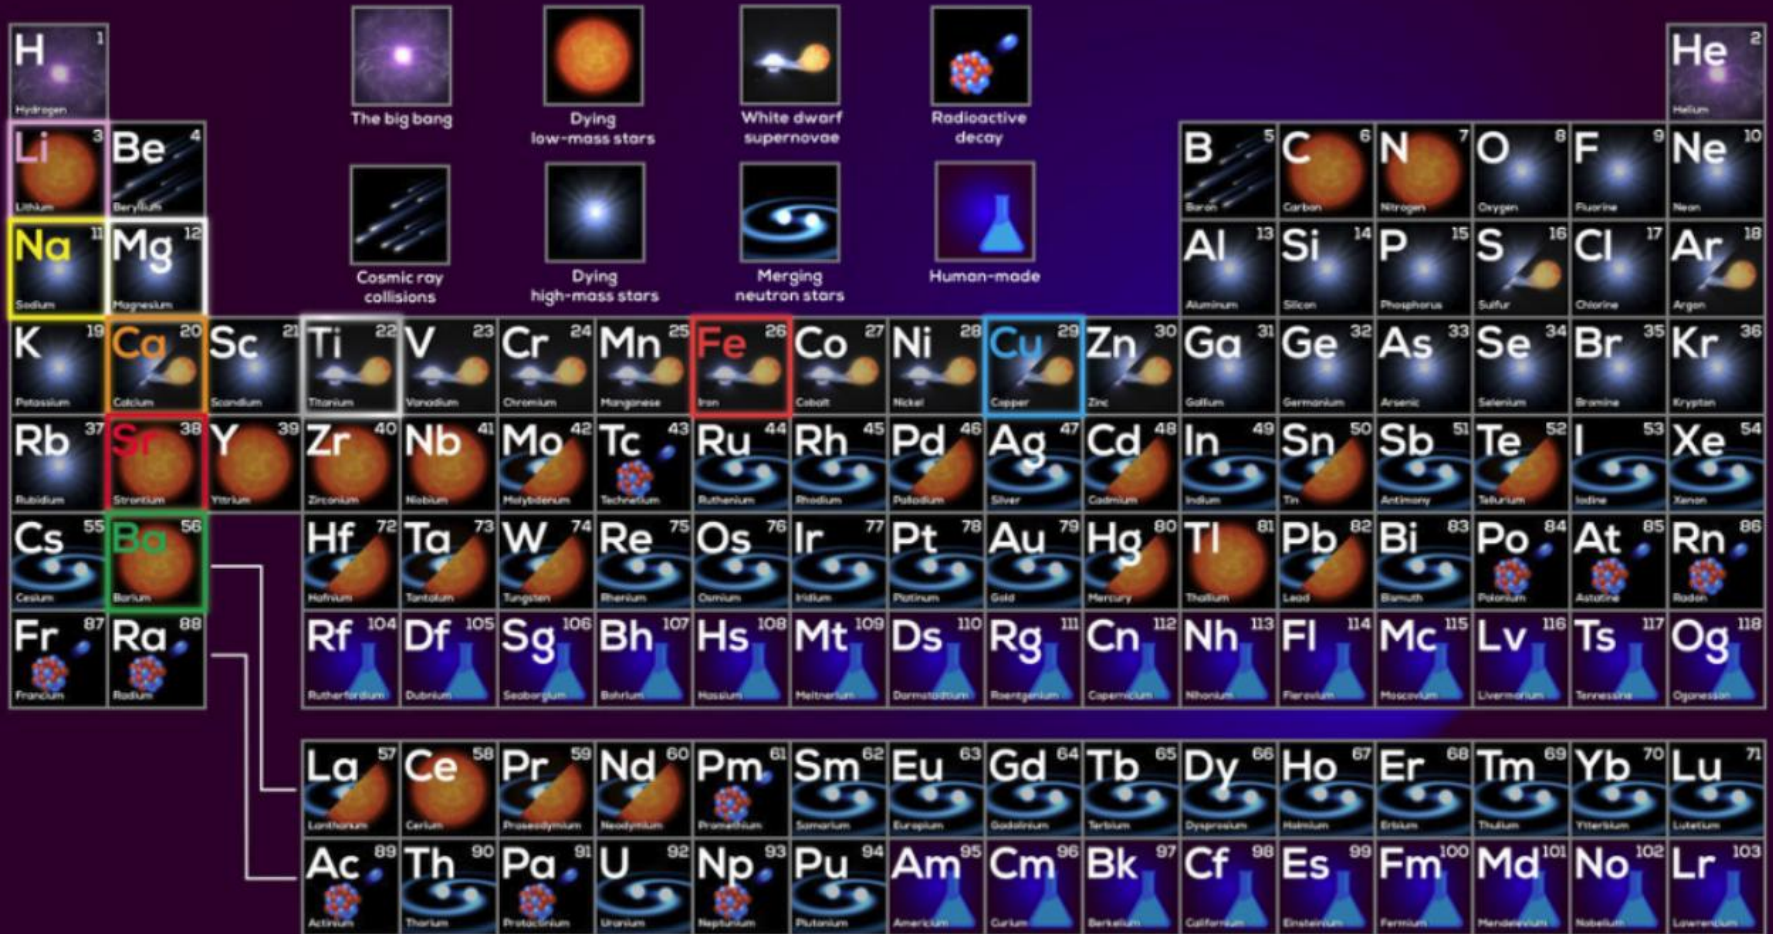 H 1
Hydrogen
The big bang
Dying
low-mass stars
White dwarf
supernovae
Radioactive
decay
He 2
Helium
Li 3
Lithium
Be 4
Beryllium
Cosmic ray
collisions
Dying
high-mass stars
Merging
neutron stars
Human-made
B 5
Boron
C 6
Carbon
N 7
Nitrogen
O 8
Oxygen
F 9
Fluorine
Ne 10
Neon
Na 11
Sodium
Mg 12
Magnesium
Al 13
Aluminum
Si 14
Silicon
P 15
Phosphorus
S 16
Sulfur
Cl 17
Chlorine
Ar 18
Argon
K 19
Potassium
Ca 20
Calcium
Sc 21
Scandium
Ti 22
Titanium
V 23
Vanadium
Cr 24
Chromium
Mn 25
Manganese
Fe 26
Iron
Co 27
Cobalt
Ni 28
Nickel
Cu 29
Copper
Zn 30
Zinc
Ga 31
Gallium
Ge 32
Germanium
As 33
Arsenic
Se 34
Selenium
Br 35
Bromine
Kr 36
Krypton
Rb 37
Rubidium
Sr 38
Strontium
Y 39
Yttrium
Zr 40
Zirconium
Nb 41
Niobium
Mo 42
Molybdenum
Tc 43
Technetium
Ru 44
Ruthenium
Rh 45
Rhodium
Pd 46
Palladium
Ag 47
Silver
Cd 48
Cadmium
In 49
Indium
Sn 50
Tin
Sb 51
Antimony
Te 52
Tellurium
I 53
Iodine
Xe 54
Xenon
Cs 55
Cesium
Ba 56
Barium
Hf 72
Hafnium
Ta 73
Tantalum
W 74
Tungsten
Re 75
Rhenium
Os 76
Osmium
Ir 77
Iridium
Pt 78
Platinum
Au 79
Gold
Hg 80
Mercury
Tl 81
Thallium
Pb 82
Lead
Bi 83
Bismuth
Po 84
Polonium
At 85
Astatine
Rn 86
Radon
Fr 87
Francium
Ra 88
Radium
Rf 104
Rutherfordium
Df 105
Dubnium
Sg 106
Seaborgium
Bh 107
Bohrium
Hs 108
Hassium
Mt 109
Meitnerium
Ds 110
Darmstadtium
Rg 111
Roentgenium
Cn 112
Copernicium
Nh 113
Nihonium
Fl 114
Flerovium
Mc 115
Moscovium
Lv 116
Livermorium
Ts 117
Tennessine
Og 118
Oganesson
La 57
Lanthanum
Ce 58
Cerium
Pr 59
Nd 60
Neodymium
Pm 61
Promethium
Sm 62
Samarium
Eu 63
Europium
Gd 64
Gadolinium
Tb 65
Terbium
Dy 66
Dysprosium
Ho 67
Holmium
Er 68
Erbium
Tm 69
Thulium
Yb 70
Ytterbium
Lu 71
Lutetium
Ac 89
Actinium
Th 90
Thorium
Pa 91
Protactinium
U 92
Uranium
Np 93
Neptunium
Pu 94
Plutonium
Am 95
Americium
Cm 96
Curium
Bk 97
Berkelium
Cf 98
Californium
Es 99
Einsteinium
Fm 100
Fermium
Md 101
Mendelevium
No 102
Nobelium
Lr 103
Lawrencium